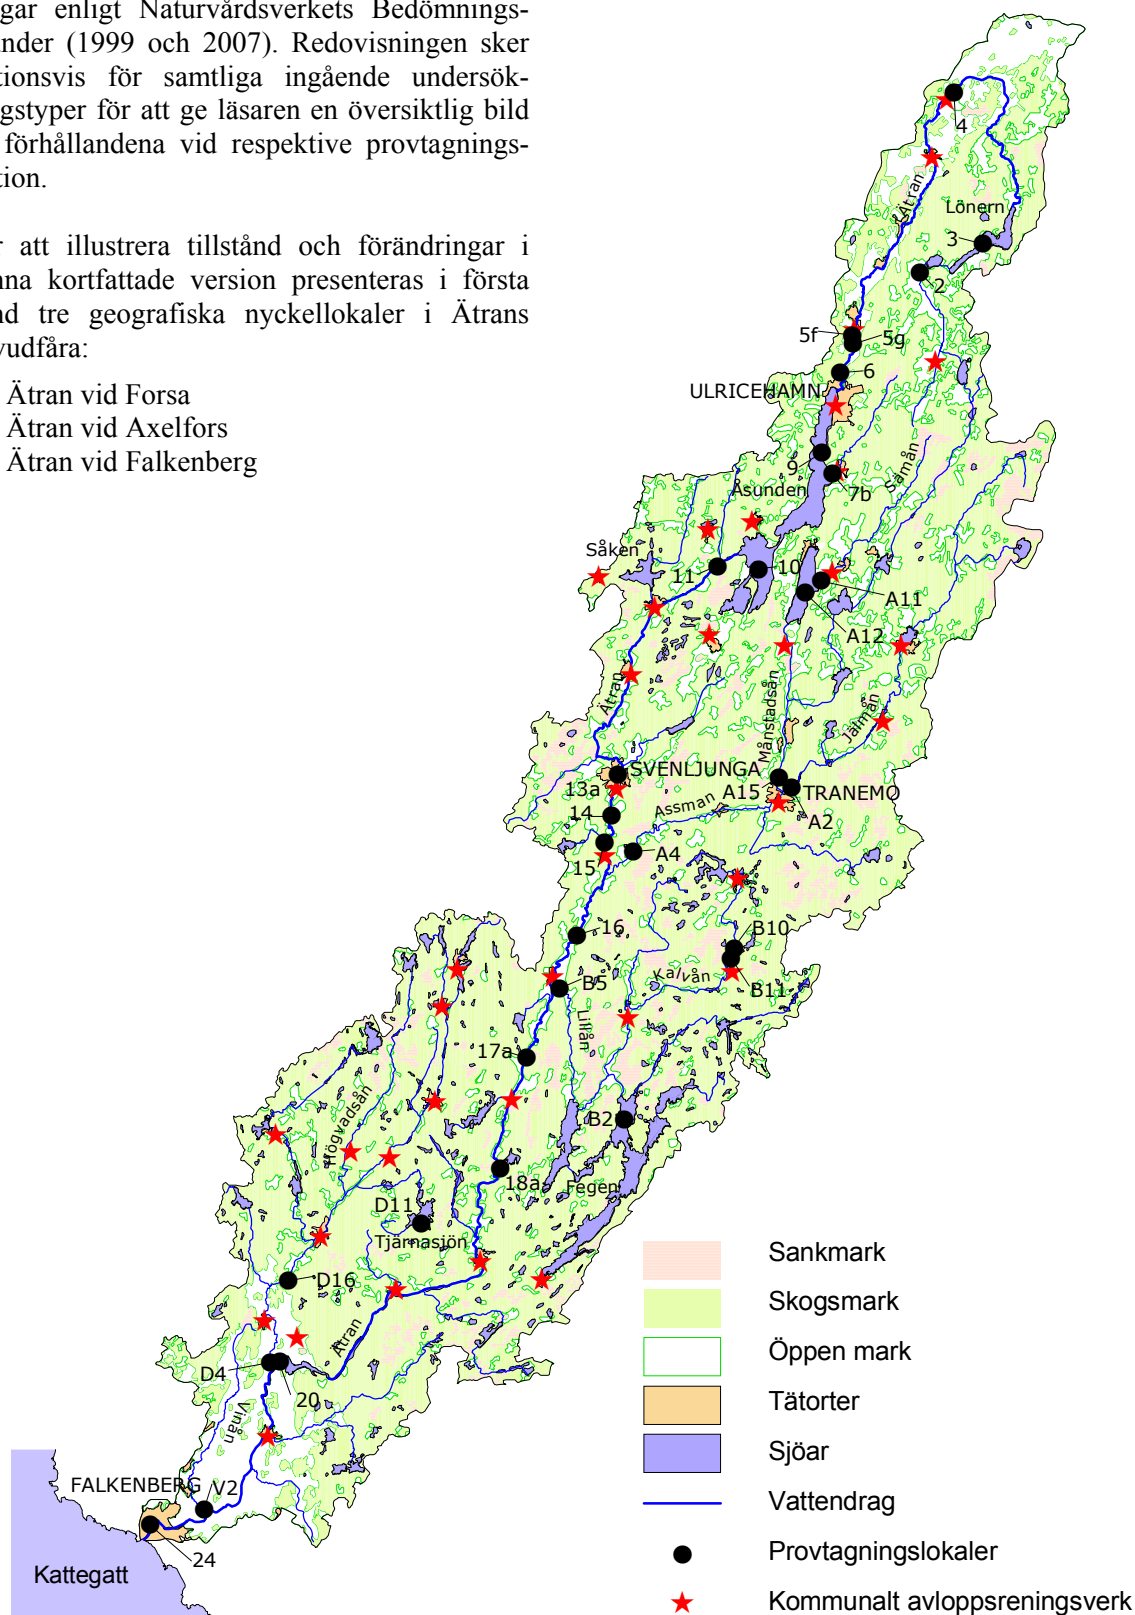 gar enligt Naturvårdsverkets Bedömnings-
under (1999 och 2007). Redovisningen sker
tionsvis för samtliga ingående undersök-
gstyper för att ge läsaren en översiktlig bild
förhållandena vid respektive provtagnings-
tion.
r att illustrera tillstånd och förändringar i
nna kortfattade version presenteras i första
nd tre geografiska nyckellokaler i Ätrans
vudfåra:
Ätran vid Forsa
Ätran vid Axelfors
Ätran vid Falkenberg
4
Ätran
Lönern
3
2
5f
5g
6
ULRICEHAMN
9
Åsunden
7b
Sämån
Såken
11
10
A11
A12
Ätran
Månstadsån
Jälmån
SVENLJUNGA
13a
A15
TRANEMO
14
Assman
A2
15
A4
16
B10
Kalvån
B5
B11
Lillån
17a
Högvadsån
B2
18a
Fegen
D11
Tjärnasjön
D16
Ätran
D4
20
Vinån
FALKENBERG
V2
24
Kattegatt
Sankmark
Skogsmark
Öppen mark
Tätorter
Sjöar
Vattendrag
Provtagningslokaler
Kommunalt avloppsreningsverk